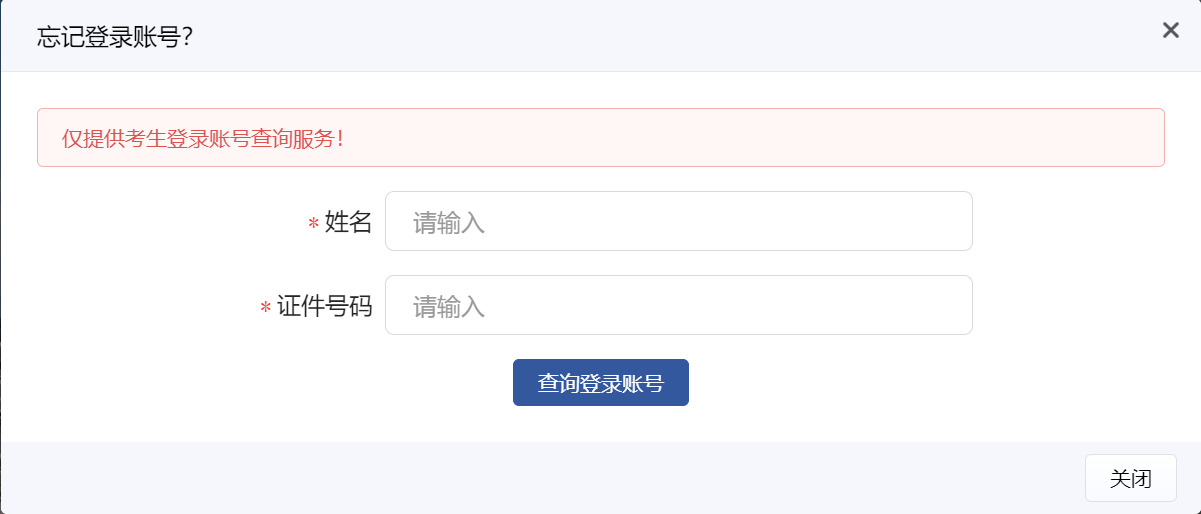 忘记登录账号？
仅提供考生登录账号查询服务！
* 姓名 请输入
* 证件号码 请输入
查询登录账号
关闭